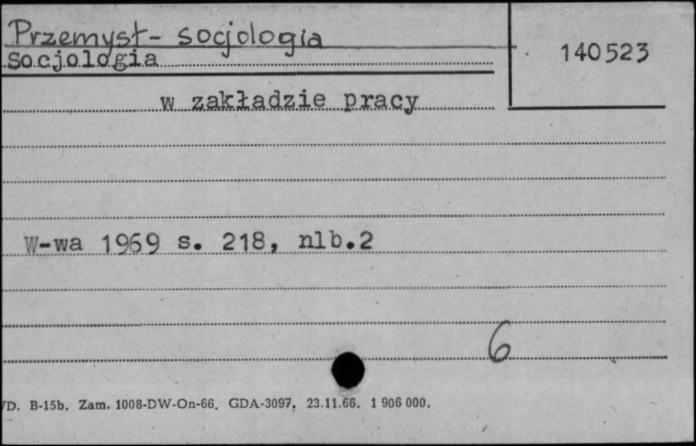 Przemysł - socjologia
140523
Socjologia
w zakładzie pracy
W-wa 1969 s. 218, nlb.2
6
D. B-15b. Zam. 1008-DW-On-66. GDA-3097. 23.11.66. 1 906 000.